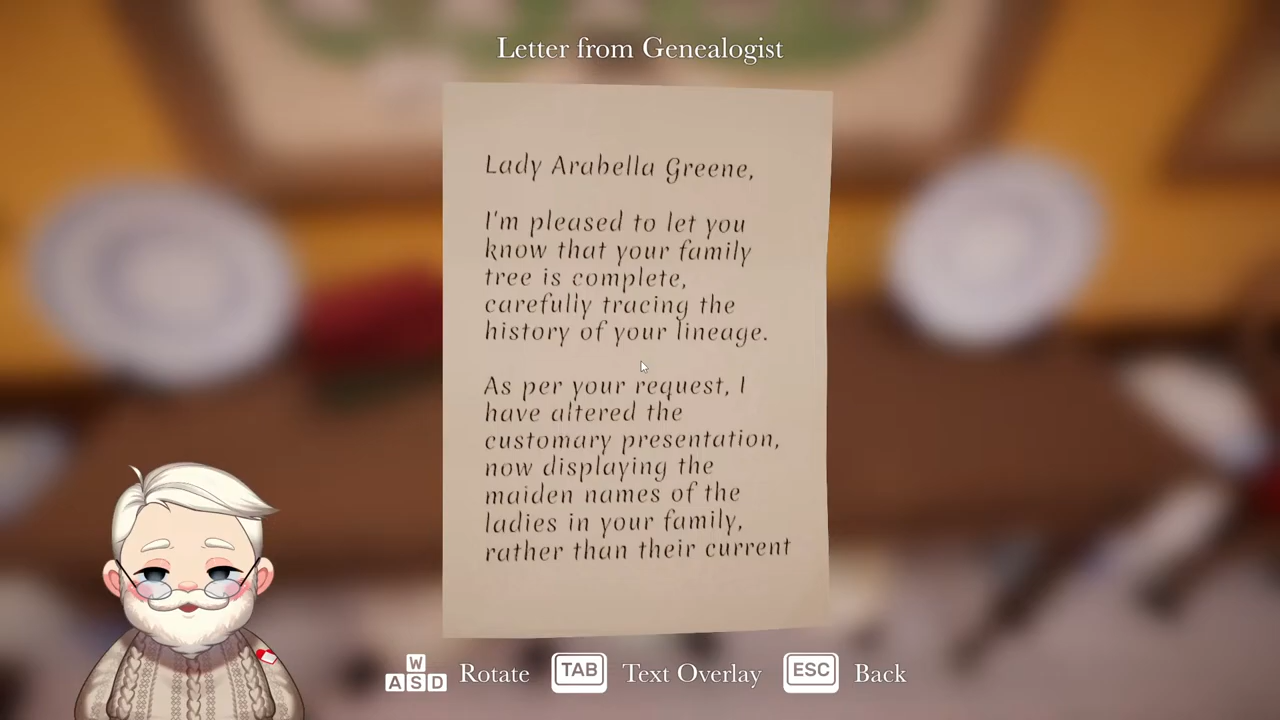 Letter from Genealogist
Lady Arabella Greene,
I'm pleased to let you
know that your family
tree is complete,
carefully tracing the
history of your lineage.
As per your request, I
have altered the
customary presentation,
now displaying the
maiden names of the
ladies in your family,
rather than their current
W
A S D Rotate TAB Text Overlay ESC Back